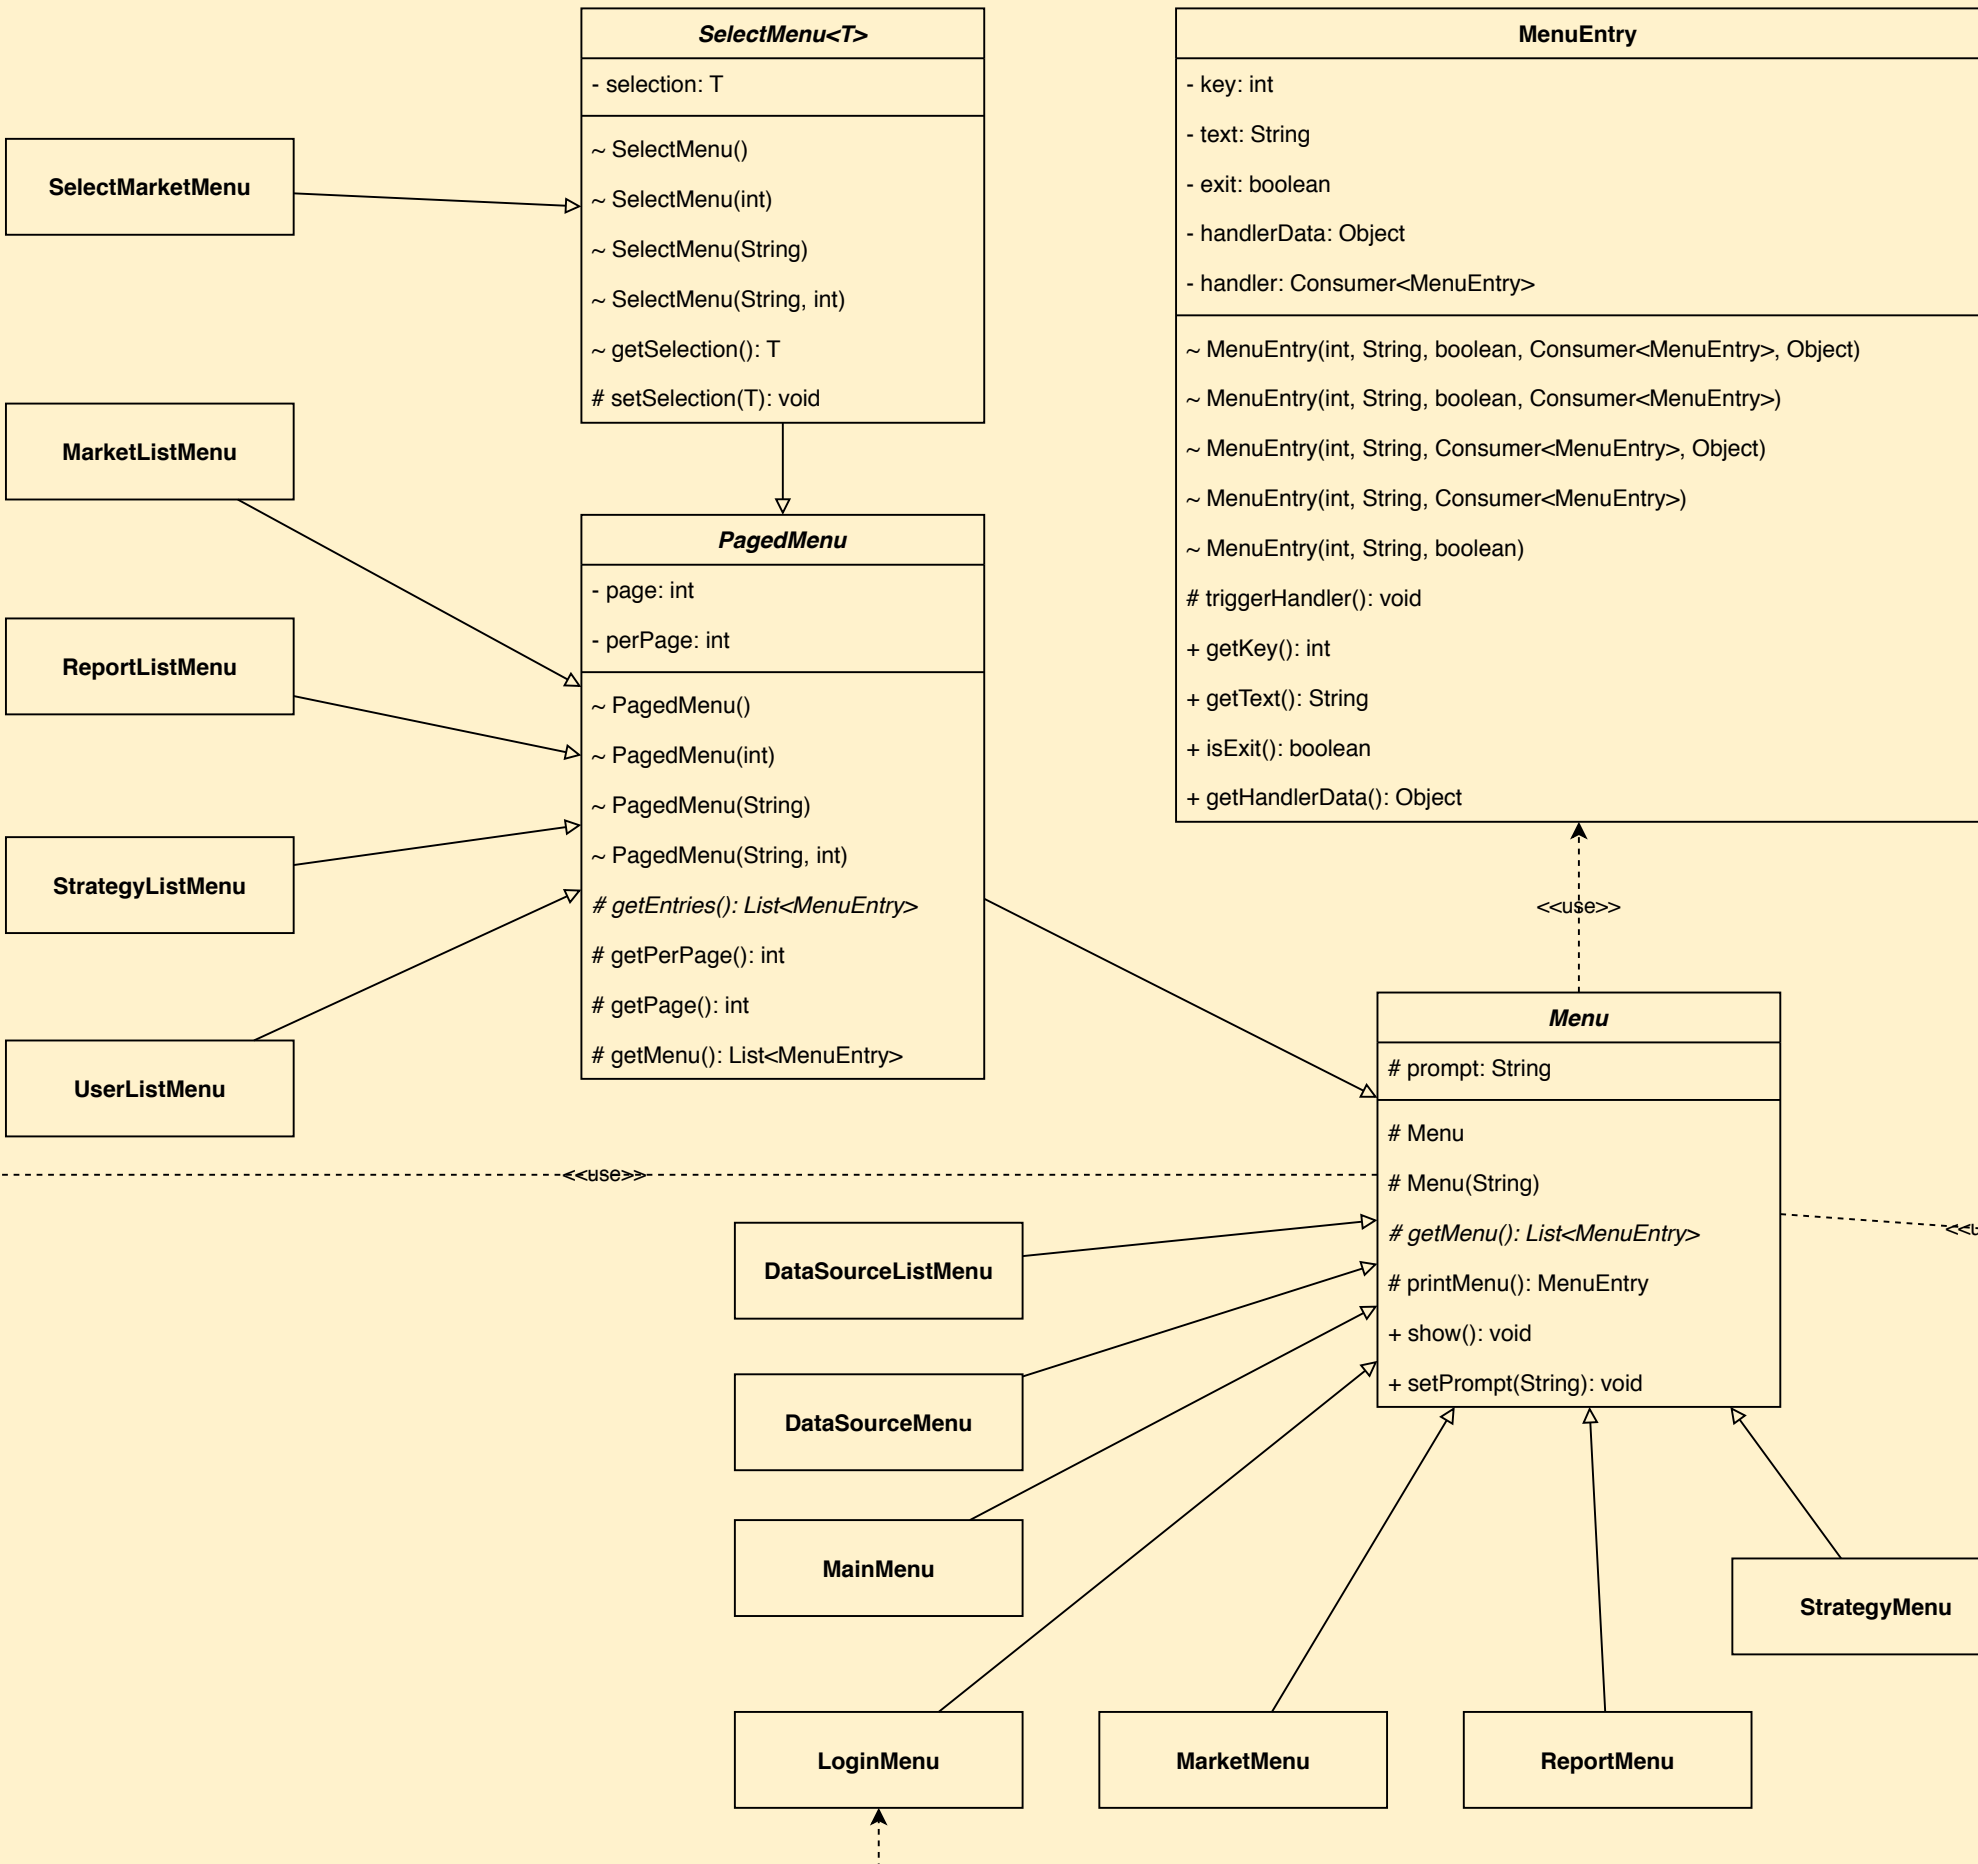 SelectMenu<T>
- selection: T
~ SelectMenu()
~ SelectMenu(int)
~ SelectMenu(String)
~ SelectMenu(String, int)
~ getSelection(): T
# setSelection(T): void
MenuEntry
- key: int
- text: String
- exit: boolean
- handlerData: Object
- handler: Consumer<MenuEntry>
~ MenuEntry(int, String, boolean, Consumer<MenuEntry>, Object)
~ MenuEntry(int, String, boolean, Consumer<MenuEntry>)
~ MenuEntry(int, String, Consumer<MenuEntry>, Object)
~ MenuEntry(int, String, Consumer<MenuEntry>)
~ MenuEntry(int, String, boolean)
# triggerHandler(): void
+ getKey(): int
+ getText(): String
+ isExit(): boolean
+ getHandlerData(): Object
SelectMarketMenu
MarketListMenu
ReportListMenu
StrategyListMenu
UserListMenu
PagedMenu
- page: int
- perPage: int
~ PagedMenu()
~ PagedMenu(int)
~ PagedMenu(String)
~ PagedMenu(String, int)
# getEntries(): List<MenuEntry>
# getPerPage(): int
# getPage(): int
# getMenu(): List<MenuEntry>
<<use>>
Menu
# prompt: String
# Menu
# Menu(String)
# getMenu(): List<MenuEntry>
# printMenu(): MenuEntry
+ show(): void
+ setPrompt(String): void
<<use>>
DataSourceListMenu
DataSourceMenu
MainMenu
StrategyMenu
LoginMenu
MarketMenu
ReportMenu